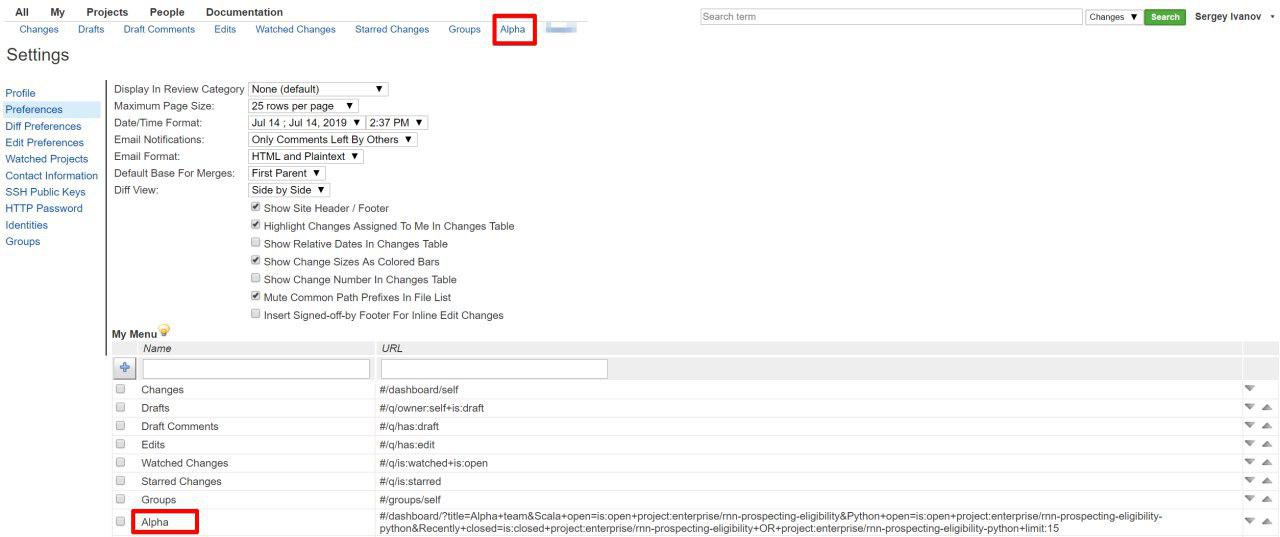 All My Projects People Documentation
Changes Drafts Draft Comments Edits Watched Changes Starred Changes Groups Alpha
Search term Changes ▼ Search Sergey Ivanov ▼
Settings
Profile
Preferences
Diff Preferences
Edit Preferences
Watched Projects
Contact Information
SSH Public Keys
HTTP Password
Identities
Groups
Display In Review Category None (default) ▼
Maximum Page Size: 25 rows per page ▼
Date/Time Format: Jul 14 ; Jul 14, 2019 ▼ 2:37 PM ▼
Email Notifications: Only Comments Left By Others ▼
Email Format: HTML and Plaintext ▼
Default Base For Merges: First Parent ▼
Diff View: Side by Side ▼
Show Site Header / Footer
Highlight Changes Assigned To Me In Changes Table
Show Relative Dates In Changes Table
Show Change Sizes As Colored Bars
Show Change Number In Changes Table
Mute Common Path Prefixes In File List
Insert Signed-off-by Footer For Inline Edit Changes
My Menu
Name URL
Changes #/dashboard/self
Drafts #/q/owner:self+is:draft
Draft Comments #/q/has:draft
Edits #/q/has:edit
Watched Changes #/q/is:watched+is:open
Starred Changes #/q/is:starred
Groups #/groups/self
Alpha #/dashboard/?title=Alpha+team&Scala+open=is:open+project:enterprise/rnn-prospecting-eligibility&Python+open=is:open+project:enterprise/rnn-prospecting-eligibility-
python&Recently+closed=is:closed+project:enterprise/rnn-prospecting-eligibility+OR+project:enterprise/rnn-prospecting-eligibility-python+limit:15